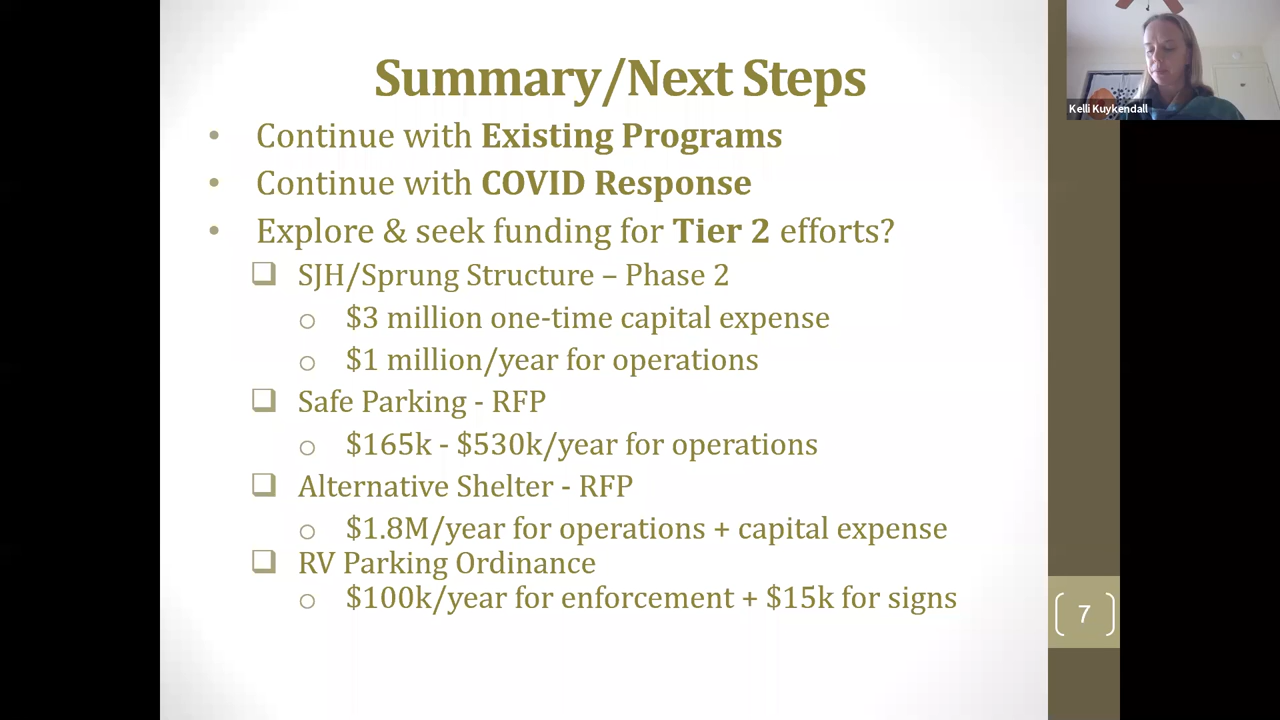 Summary/Next Steps
Kelli Kuykendall
• Continue with Existing Programs
• Continue with COVID Response
• Explore & seek funding for Tier 2 efforts?
❑ SJH/Sprung Structure – Phase 2
o $3 million one-time capital expense
o $1 million/year for operations
❑ Safe Parking - RFP
o $165k - $530k/year for operations
❑ Alternative Shelter - RFP
o $1.8M/year for operations + capital expense
❑ RV Parking Ordinance
o $100k/year for enforcement + $15k for signs
7